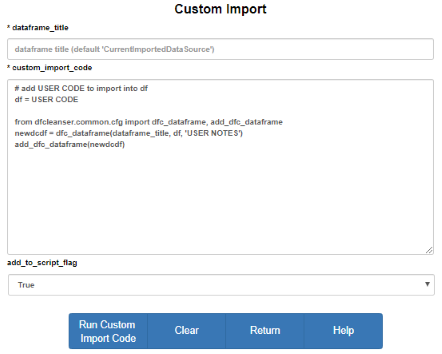 Custom Import
* dataframe_title
dataframe title (default 'CurrentImportedDataSource')
* custom_import_code
# add USER CODE to import into df
df = USER CODE
from dfcleanser.common.cfg import dfc_dataframe, add_dfc_dataframe
newdcdf = dfc_dataframe(dataframe_title, df, 'USER NOTES')
add_dfc_dataframe(newdcdf)
add_to_script_flag
True
Run Custom
Import Code
Clear
Return
Help